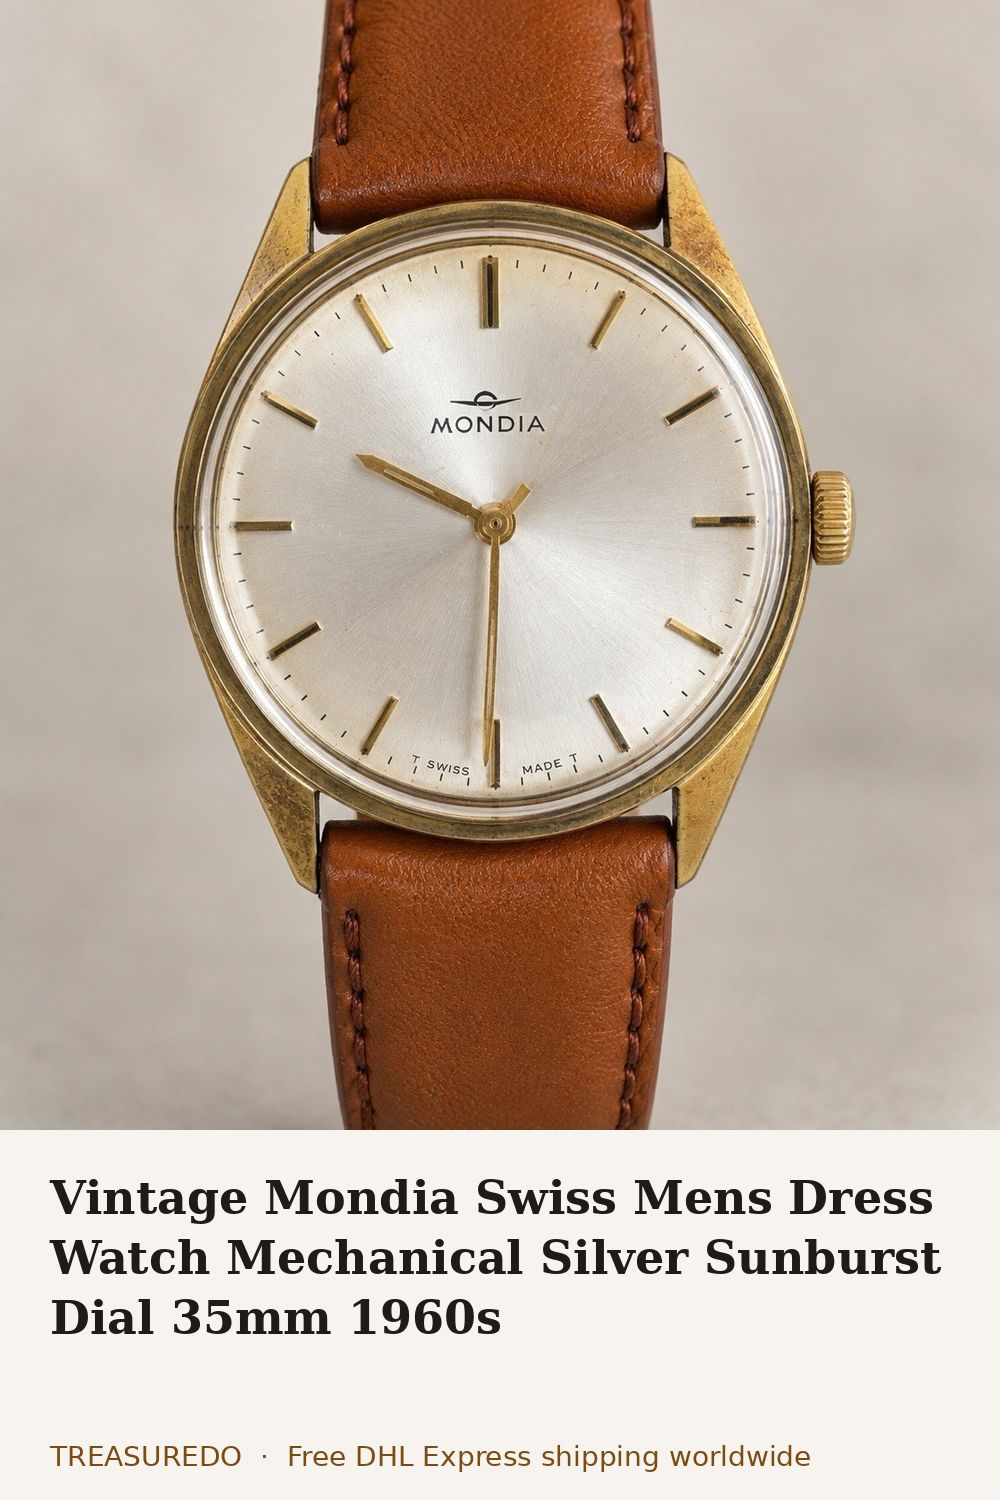 MONDIA
T SWISS MADE T
Vintage Mondia Swiss Mens Dress
Watch Mechanical Silver Sunburst
Dial 35mm 1960s
TREASUREDO · Free DHL Express shipping worldwide